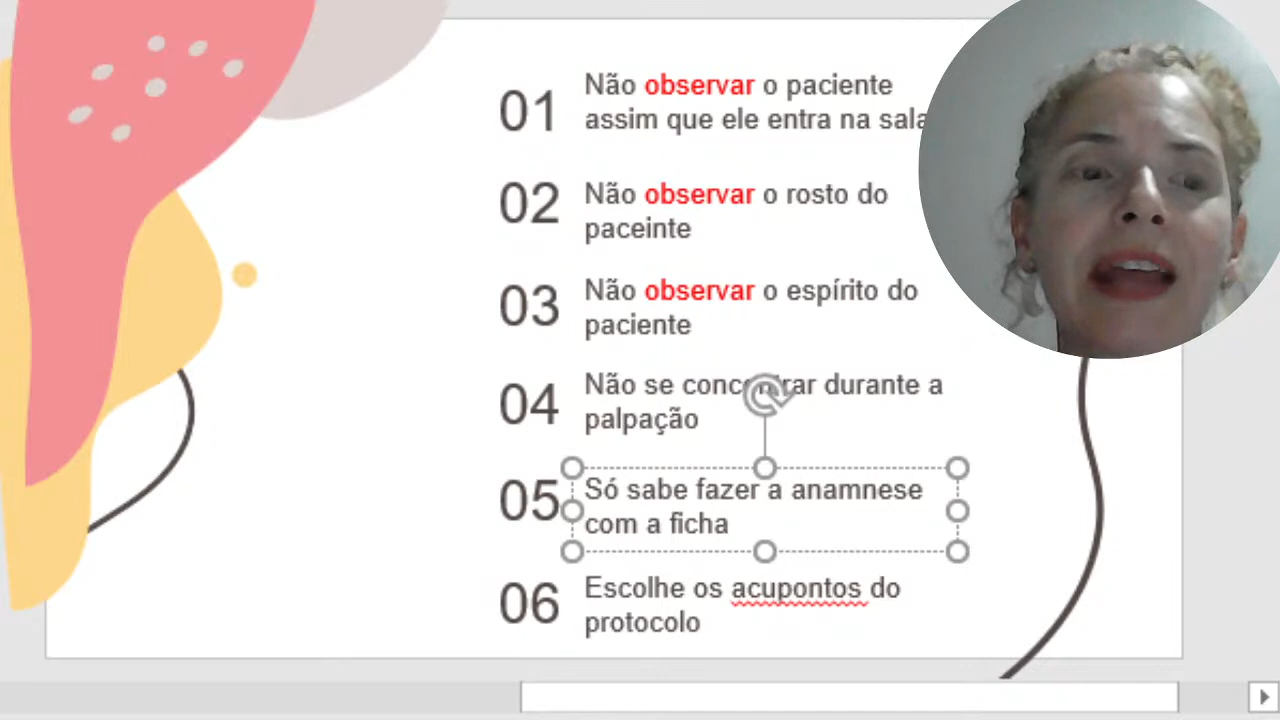 01
Não observar o paciente
assim que ele entra na sala
02
Não observar o rosto do
paceinte
03
Não observar o espírito do
paciente
04
Não se concentrar durante a
palpação
05
Só sabe fazer a anamnese
com a ficha
06
Escolhe os acupontos do
protocolo